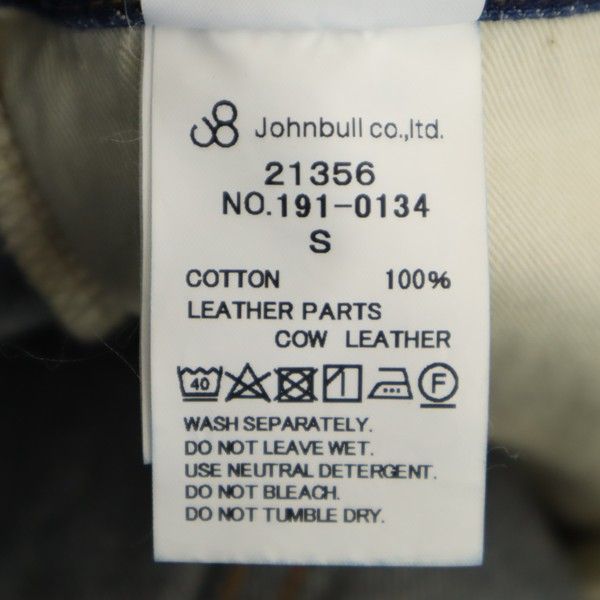 Johnbull co.,ltd.
21356
NO.191-0134
S
COTTON 100%
LEATHER PARTS
COW LEATHER
40 F
WASH SEPARATELY.
DO NOT LEAVE WET.
USE NEUTRAL DETERGENT.
DO NOT BLEACH.
DO NOT TUMBLE DRY.